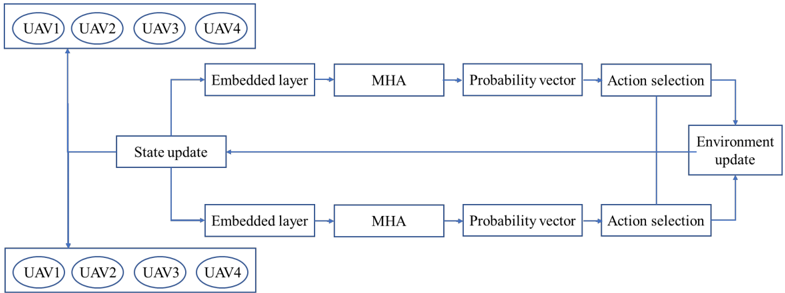 UAV1 UAV2 UAV3 UAV4
Embedded layer MHA Probability vector Action selection
State update
Environment
update
Embedded layer MHA Probability vector Action selection
UAV1 UAV2 UAV3 UAV4